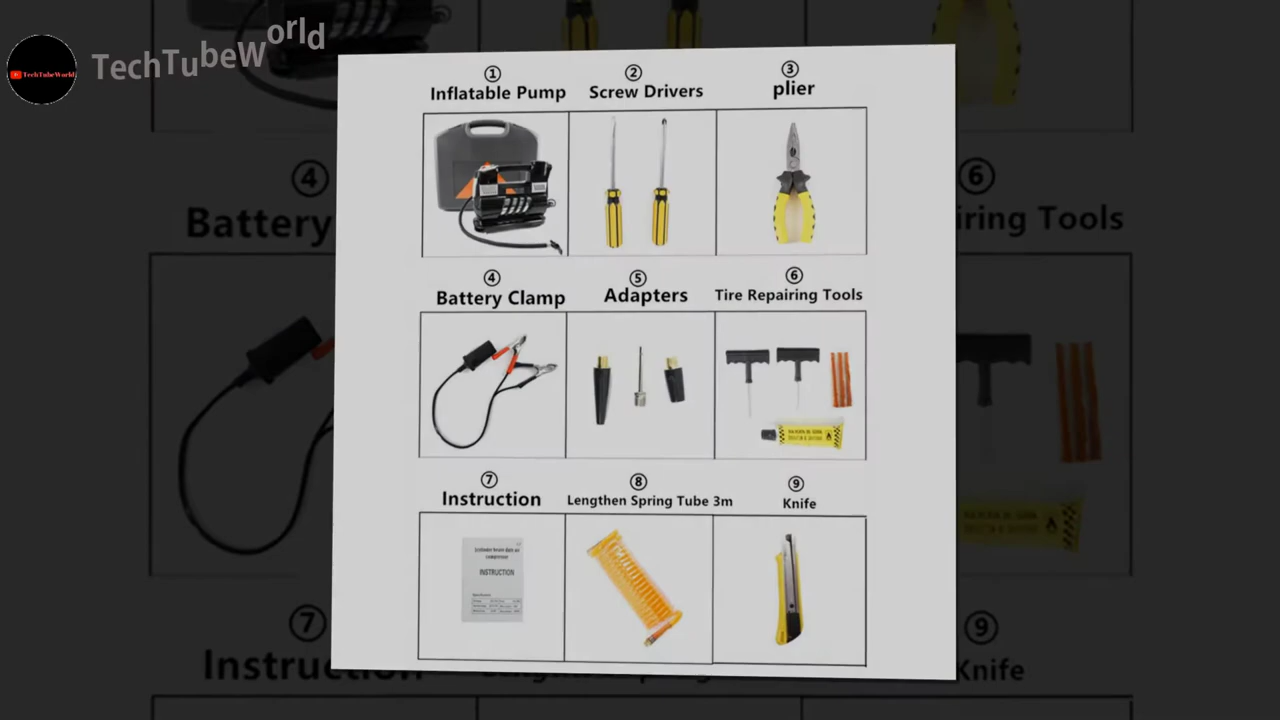 TechTubeWorld
TechTubeWorld
① ② ③
Inflatable Pump Screw Drivers plier
④ ⑤ ⑥
Battery Clamp Adapters Tire Repairing Tools
⑦ ⑧ ⑨
Instruction Lengthen Spring Tube 3m Knife
INSTRUCTION
④
Battery
⑥
iring Tools
⑦
Instruction
⑨
Knife